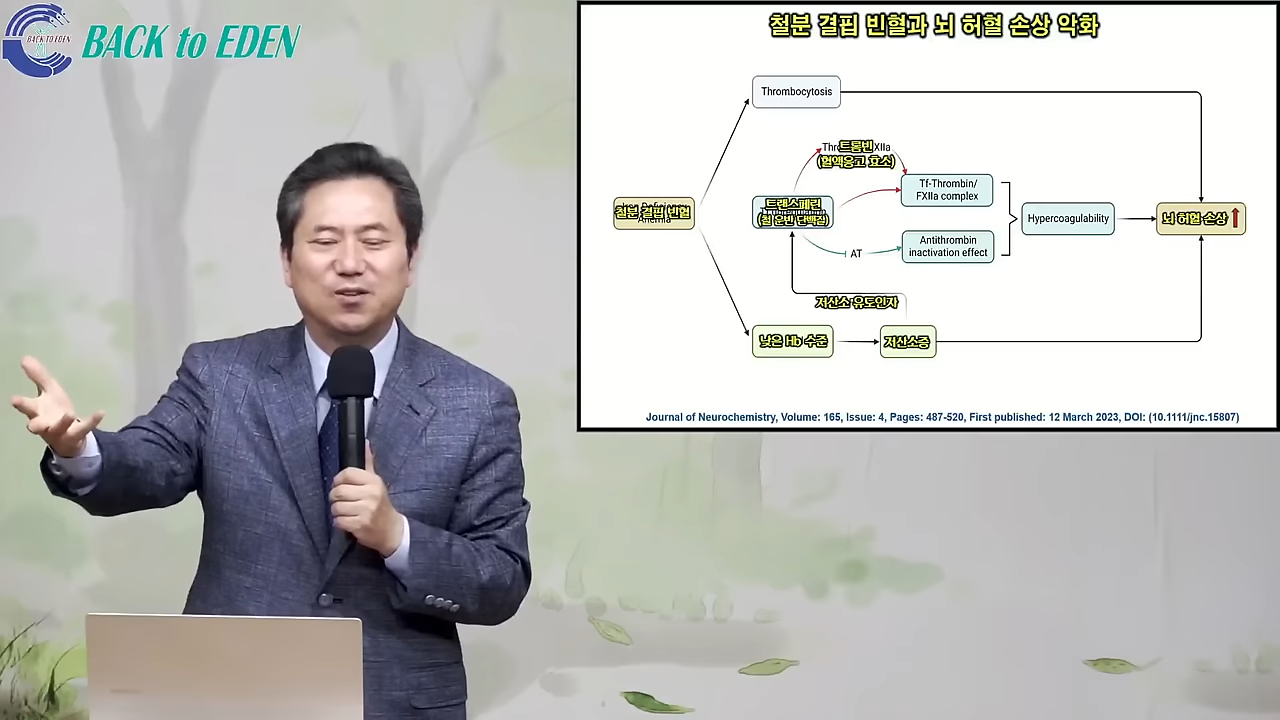 BACK TO EDEN
BACK to EDEN
철분 결핍 빈혈과 뇌 허혈 손상 악화
Thrombocytosis
트롬빈 XIIa
(혈액응고 효소)
Tf-Thrombin/
FXIIa complex
철분 결핍 빈혈
Anemia
트랜스페린
(철 운반 단백질)
Hypercoagulability
뇌 허혈 손상
AT
Antithrombin
inactivation effect
저산소 유도인자
낮은 Hb 수준
저산소증
Journal of Neurochemistry, Volume: 165, Issue: 4, Pages: 487-520, First published: 12 March 2023, DOI: (10.1111/jnc.15807)